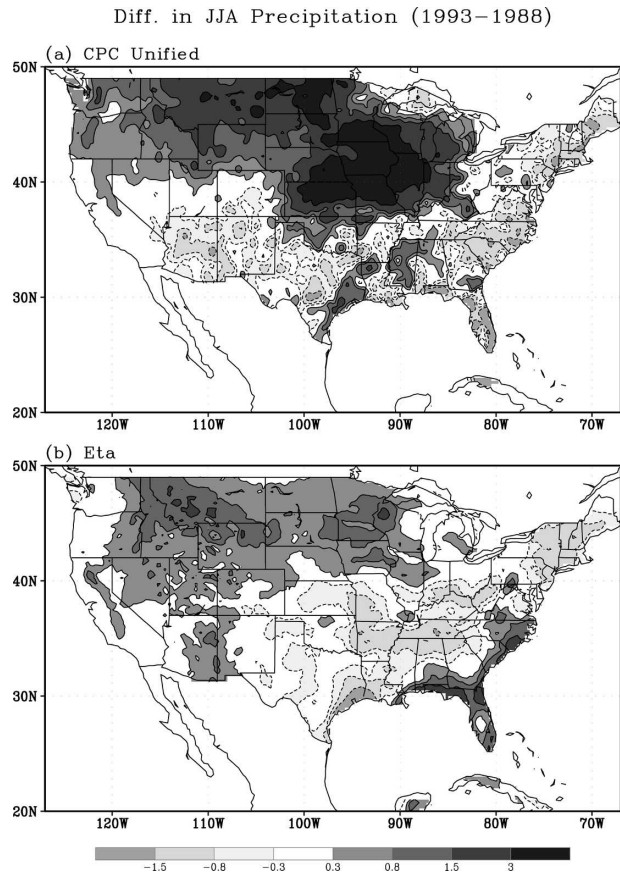 Diff. in JJA Precipitation (1993−1988)
(a) CPC Unified
50N
40N
30N
20N
120W 110W 100W 90W 80W 70W
(b) Eta
50N
40N
30N
20N
120W 110W 100W 90W 80W 70W
−1.5 −0.8 −0.3 0.3 0.8 1.5 3